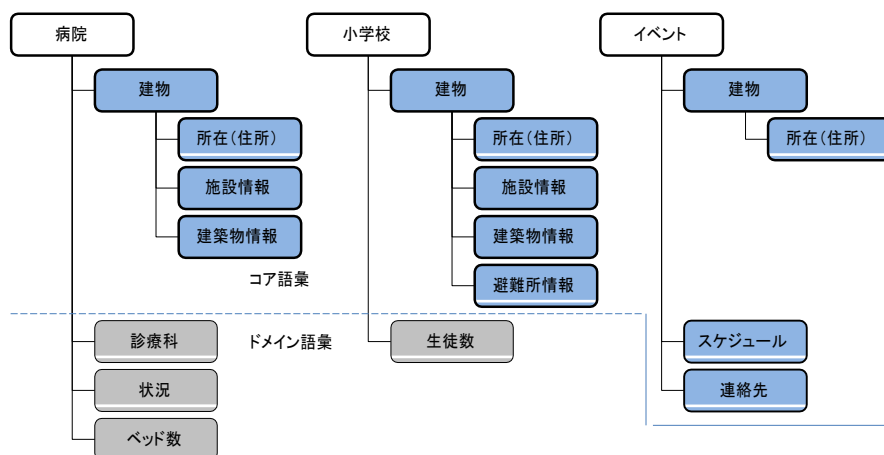 病院
建物
所在(住所)
施設情報
建築物情報
コア語彙
診療科
ドメイン語彙
状況
ベッド数
小学校
建物
所在(住所)
施設情報
建築物情報
避難所情報
生徒数
イベント
建物
所在(住所)
スケジュール
連絡先